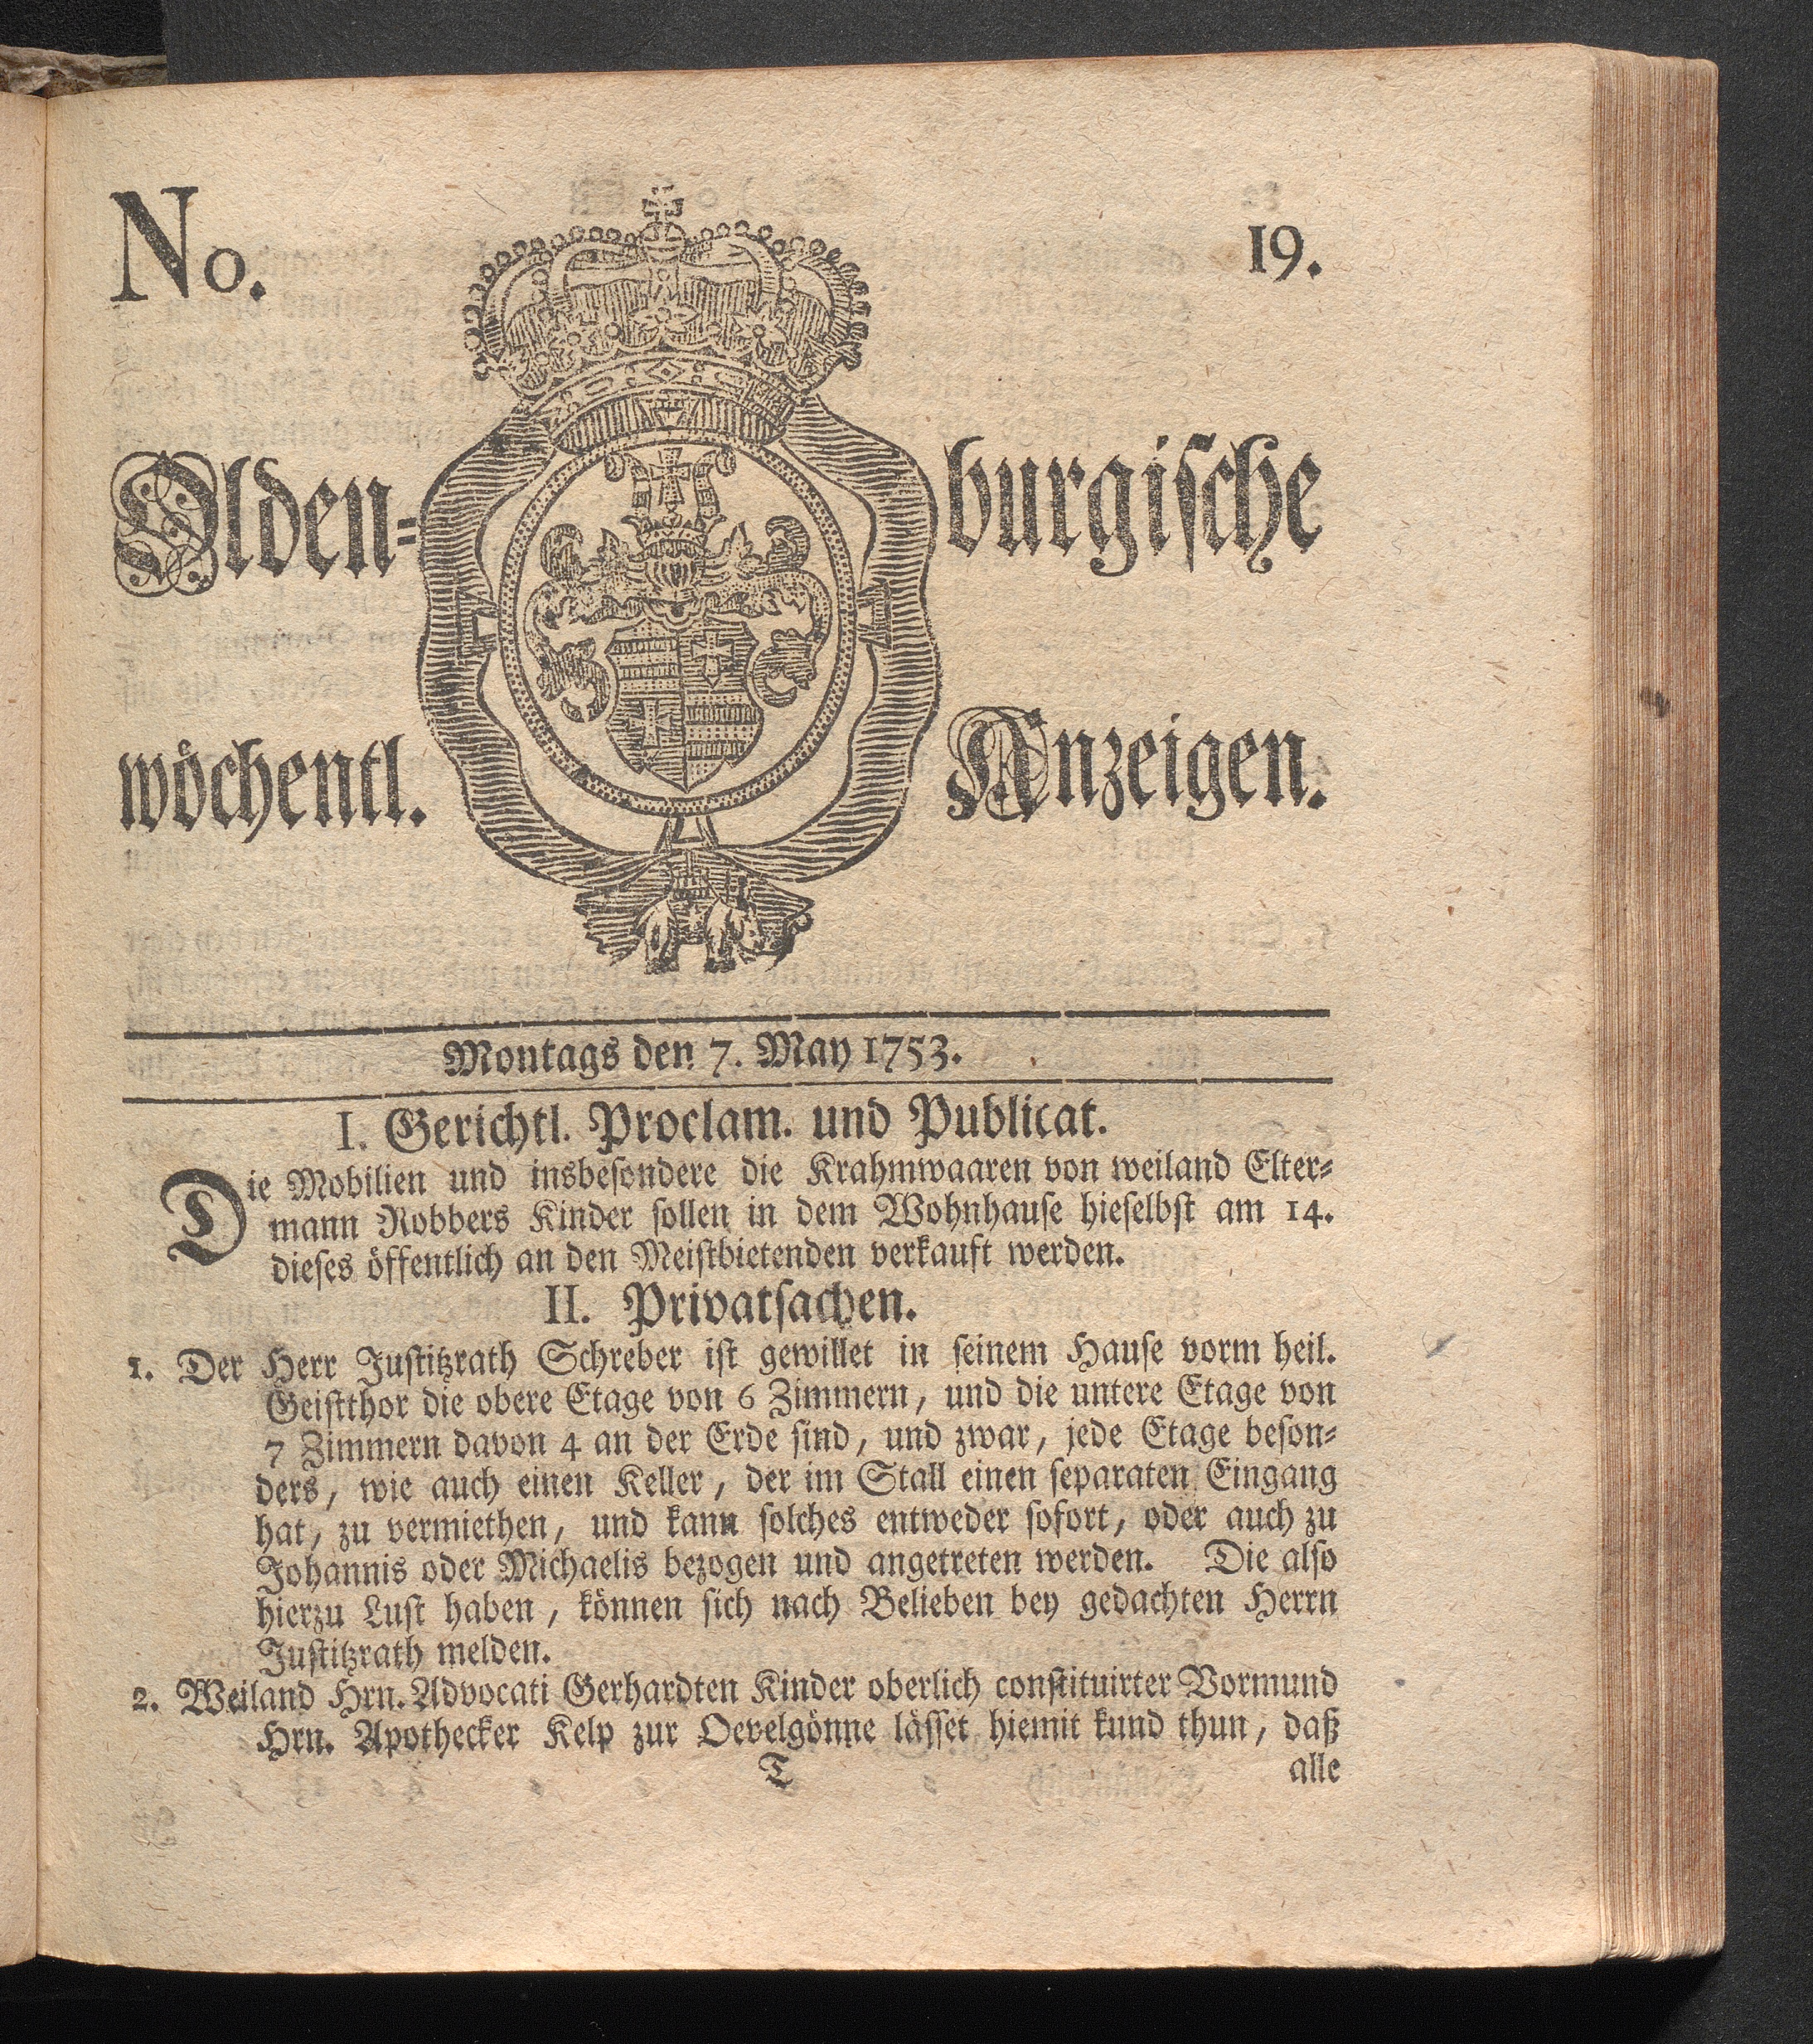 No. 19.
Olden= burgische
wöchentl. Anzeigen.
Montags den 7. May 1753.
I. Gerichtl. Proclam. und Publicat.
Die Mobilien und insbesondere die Krahmwaaren von weiland Elter=
mann Robbers Kinder sollen in dem Wohnhause hieselbst am 14.
dieses öffentlich an den Meistbietenden verkauft werden.
II. Privatsachen.
1. Der Herr Justitzrath Schreber ist gewillet in seinem Hause vorm heil.
Geistthor die obere Etage von 6 Zimmern, und die untere Etage von
7 Zimmern davon 4 an der Erde sind, und zwar, jede Etage beson=
ders, wie auch einen Keller, der im Stall einen separaten Eingang
hat, zu vermiethen, und kann solches entweder sofort, oder auch zu
Johannis oder Michaelis bezogen und angetreten werden. Die also
hierzu Lust haben, können sich nach Belieben bey gedachten Herrn
Justitzrath melden.
2. Weiland Hrn. Advocati Gerhardten Kinder oberlich constituirter Vormund
Hrn. Apothecker Kelp zur Oevelgönne lässet hiemit kund thun, daß
T alle